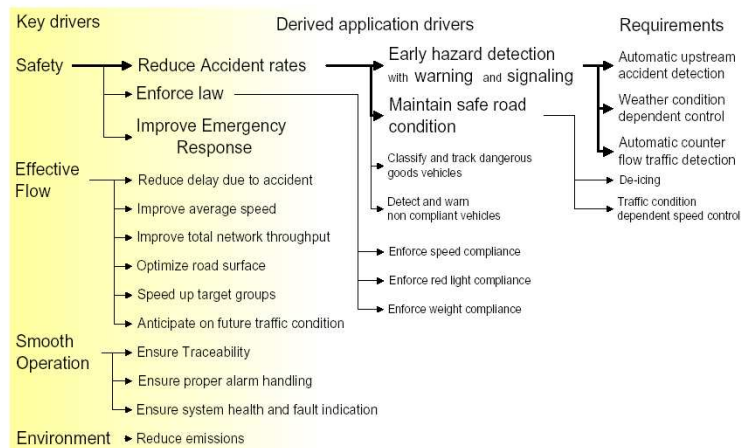 Key drivers
Derived application drivers
Requirements
Safety
Reduce Accident rates
Enforce law
Improve Emergency
Response
Early hazard detection
with warning and signaling
Maintain safe road
condition
Classify and track dangerous
goods vehicles
Detect and warn
non compliant vehicles
Enforce speed compliance
Enforce red light compliance
Enforce weight compliance
Automatic upstream
accident detection
Weather condition
dependent control
Automatic counter
flow traffic detection
De-icing
Traffic condition
dependent speed control
Effective
Flow
Reduce delay due to accident
Improve average speed
Improve total network throughput
Optimize road surface
Speed up target groups
Anticipate on future traffic condition
Smooth
Operation
Ensure Traceability
Ensure proper alarm handling
Ensure system health and fault indication
Environment
Reduce emissions